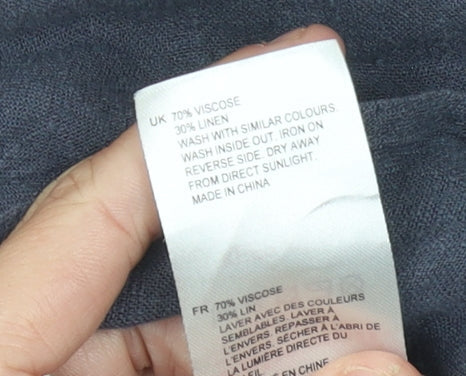 UK 70% VISCOSE
30% LINEN
WASH WITH SIMILAR COLOURS.
WASH INSIDE OUT. IRON ON
REVERSE SIDE. DRY AWAY
FROM DIRECT SUNLIGHT.
MADE IN CHINA
FR 70% VISCOSE
30% LIN
LAVER AVEC DES COULEURS
SEMBLABLES. LAVER À
L'ENVERS. REPASSER À
L'ENVERS. SÉCHER À L'ABRI DE
LA LUMIÈRE DIRECTE DU
EN CHINE